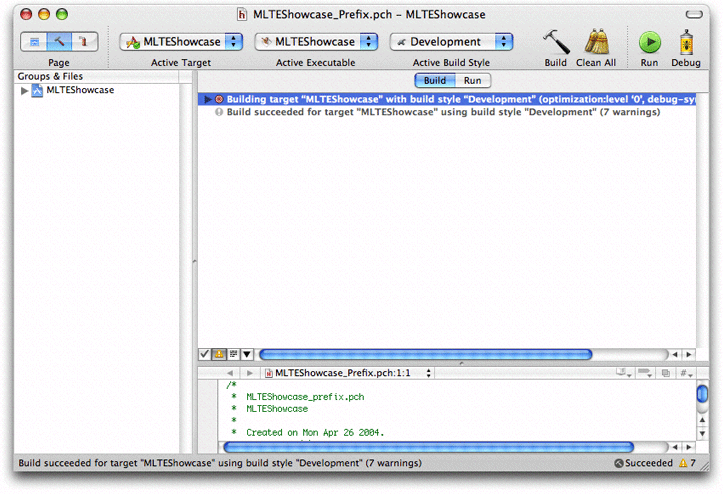 MLTEShowcase_Prefix.pch – MLTEShowcase
MLTEShowcase MLTEShowcase Development
Page Active Target Active Executable Active Build Style Build Clean All Run Debug
Groups & Files
MLTEShowcase
Build Run
Building target "MLTEShowcase" with build style "Development" (optimization:level '0', debug-sy
Build succeeded for target "MLTEShowcase" using build style "Development" (7 warnings)
MLTEShowcase_Prefix.pch:1:1 #
/*
* MLTEShowcase_prefix.pch
* MLTEShowcase
*
* Created on Mon Apr 26 2004.
Build succeeded for target "MLTEShowcase" using build style "Development" (7 warnings) Succeeded 7